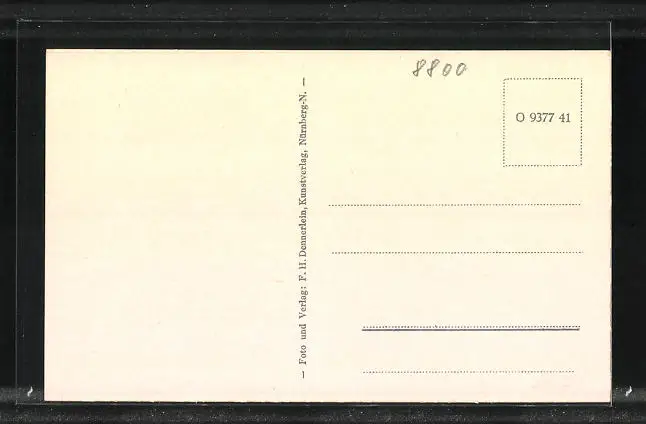 8800
O 9377 41
— Foto und Verlag: F. H. Dennerlein, Kunstverlag, Nürnberg-N. —